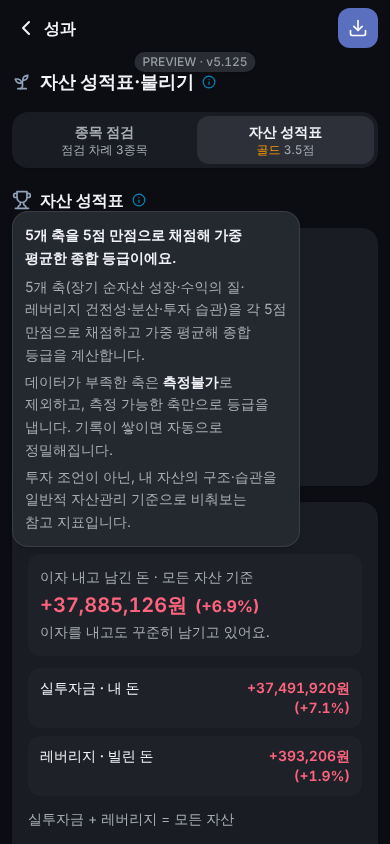 성과
PREVIEW · v5.125
자산 성적표·불리기
종목 점검
점검 차례 3종목
자산 성적표
골드 3.5점
자산 성적표
5개 축을 5점 만점으로 채점해 가중
평균한 종합 등급이에요.
5개 축(장기 순자산 성장·수익의 질·
레버리지 건전성·분산·투자 습관)을 각 5점
만점으로 채점하고 가중 평균해 종합
등급을 계산합니다.
데이터가 부족한 축은 측정불가로
제외하고, 측정 가능한 축만으로 등급을
냅니다. 기록이 쌓이면 자동으로
정밀해집니다.
투자 조언이 아닌, 내 자산의 구조·습관을
일반적 자산관리 기준으로 비춰보는
참고 지표입니다.
이자 내고 남긴 돈 · 모든 자산 기준
+37,885,126원 (+6.9%)
이자를 내고도 꾸준히 남기고 있어요.
실투자금 · 내 돈
+37,491,920원
(+7.1%)
레버리지 · 빌린 돈
+393,206원
(+1.9%)
실투자금 + 레버리지 = 모든 자산